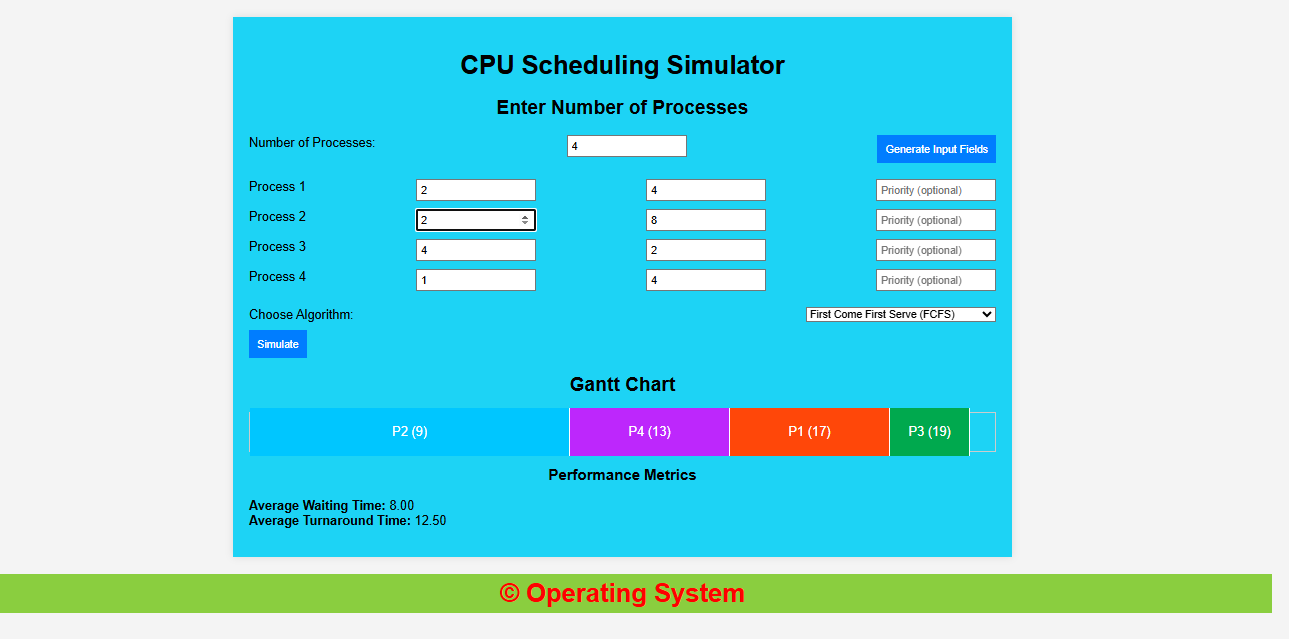 CPU Scheduling Simulator
Enter Number of Processes
Number of Processes: 4 Generate Input Fields
Process 1 2 4 Priority (optional)
Process 2 2 8 Priority (optional)
Process 3 4 2 Priority (optional)
Process 4 1 4 Priority (optional)
Choose Algorithm: First Come First Serve (FCFS)
Simulate
Gantt Chart
P2 (9) P4 (13) P1 (17) P3 (19)
Performance Metrics
Average Waiting Time: 8.00
Average Turnaround Time: 12.50
© Operating System